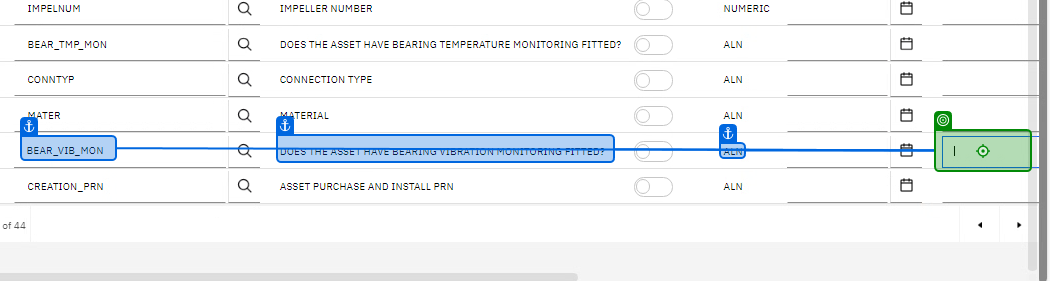 IMPELNUM IMPELLER NUMBER NUMERIC
BEAR_TMP_MON DOES THE ASSET HAVE BEARING TEMPERATURE MONITORING FITTED? ALN
CONNTYP CONNECTION TYPE ALN
MATER MATERIAL ALN
BEAR_VIB_MON DOES THE ASSET HAVE BEARING VIBRATION MONITORING FITTED? ALN
CREATION_PRN ASSET PURCHASE AND INSTALL PRN ALN
of 44